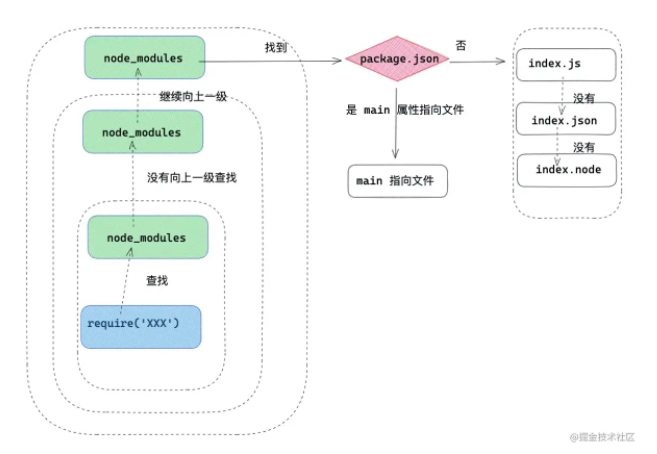 node_modules
找到
package.json
否
index.js
继续向上一级
没有
node_modules
是 main 属性指向文件
index.json
没有
没有向上一级查找
main 指向文件
index.node
node_modules
查找
require('XXX')
@掘金技术社区